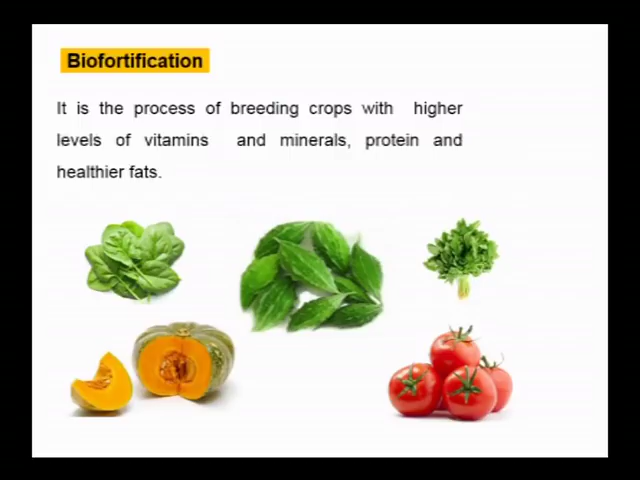 Biofortification
It is the process of breeding crops with higher
levels of vitamins and minerals, protein and
healthier fats.